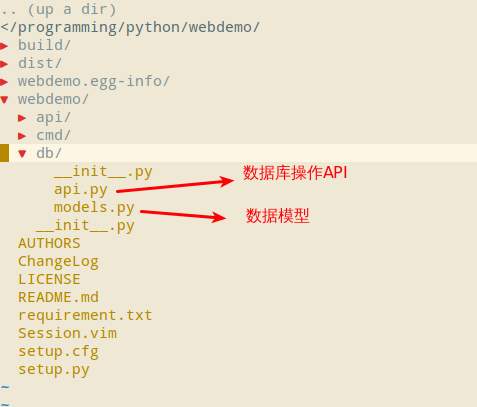 .. (up a dir)
</programming/python/webdemo/
▶ build/
▶ dist/
▶ webdemo.egg-info/
▼ webdemo/
▶ api/
▶ cmd/
▼ db/
__init__.py 数据库操作API
api.py
models.py 数据模型
__init__.py
AUTHORS
ChangeLog
LICENSE
README.md
requirement.txt
Session.vim
setup.cfg
setup.py
~
~